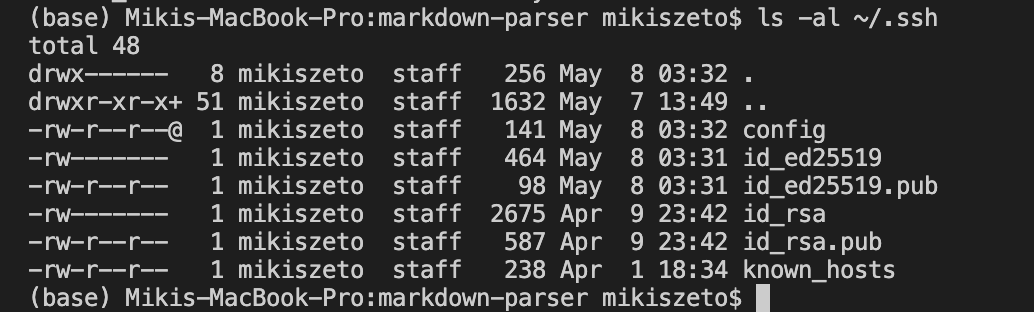 (base) Mikis-MacBook-Pro:markdown-parser mikiszeto$ ls -al ~/.ssh
total 48
drwx------   8 mikiszeto  staff   256 May  8 03:32 .
drwxr-xr-x+ 51 mikiszeto  staff  1632 May  7 13:49 ..
-rw-r--r--@  1 mikiszeto  staff   141 May  8 03:32 config
-rw-------   1 mikiszeto  staff   464 May  8 03:31 id_ed25519
-rw-r--r--   1 mikiszeto  staff    98 May  8 03:31 id_ed25519.pub
-rw-------   1 mikiszeto  staff  2675 Apr  9 23:42 id_rsa
-rw-r--r--   1 mikiszeto  staff   587 Apr  9 23:42 id_rsa.pub
-rw-r--r--   1 mikiszeto  staff   238 Apr  1 18:34 known_hosts
(base) Mikis-MacBook-Pro:markdown-parser mikiszeto$